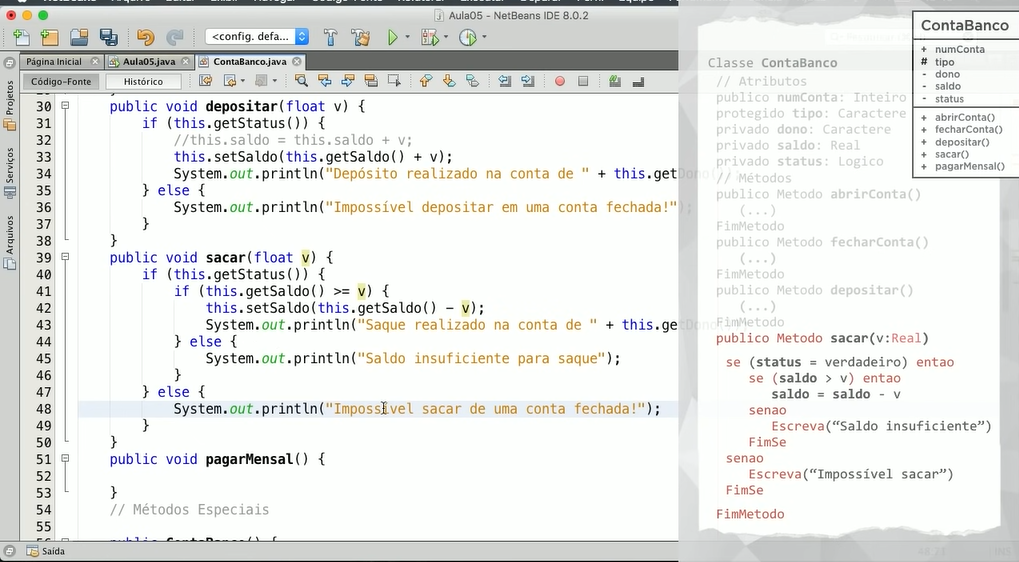 Aula05 - NetBeans IDE 8.0.2
<config. defa...
Página Inicial
Aula05.java
ContaBanco.java
Código-Fonte
Histórico
Projetos
Serviços
Arquivos
30 public void depositar(float v) {
31 if (this.getStatus()) {
32 //this.saldo = this.saldo + v;
33 this.setSaldo(this.getSaldo() + v);
34 System.out.println("Depósito realizado na conta de " + this.getDono());
35 } else {
36 System.out.println("Impossível depositar em uma conta fechada!");
37 }
38 }
39 public void sacar(float v) {
40 if (this.getStatus()) {
41 if (this.getSaldo() >= v) {
42 this.setSaldo(this.getSaldo() - v);
43 System.out.println("Saque realizado na conta de " + this.getDono());
44 } else {
45 System.out.println("Saldo insuficiente para saque");
46 }
47 } else {
48 System.out.println("Impossível sacar de uma conta fechada!");
49 }
50 }
51 public void pagarMensal() {
52
53 }
54 // Métodos Especiais
55
Saída
48:23
INS
Classe ContaBanco
// Atributos
publico numConta: Inteiro
protegido tipo: Caractere
privado dono: Caractere
privado saldo: Real
privado status: Logico
// Métodos
publico Metodo abrirConta()
(...)
FimMetodo
publico Metodo fecharConta()
(...)
FimMetodo
publico Metodo depositar()
(...)
FimMetodo
publico Metodo sacar(v:Real)
se (status = verdadeiro) entao
se (saldo > v) entao
saldo = saldo - v
senao
Escreva(“Saldo insuficiente”)
FimSe
senao
Escreva(“Impossível sacar”)
FimSe
FimMetodo
ContaBanco
+ numConta
# tipo
- dono
- saldo
- status
+ abrirConta()
+ fecharConta()
+ depositar()
+ sacar()
+ pagarMensal()